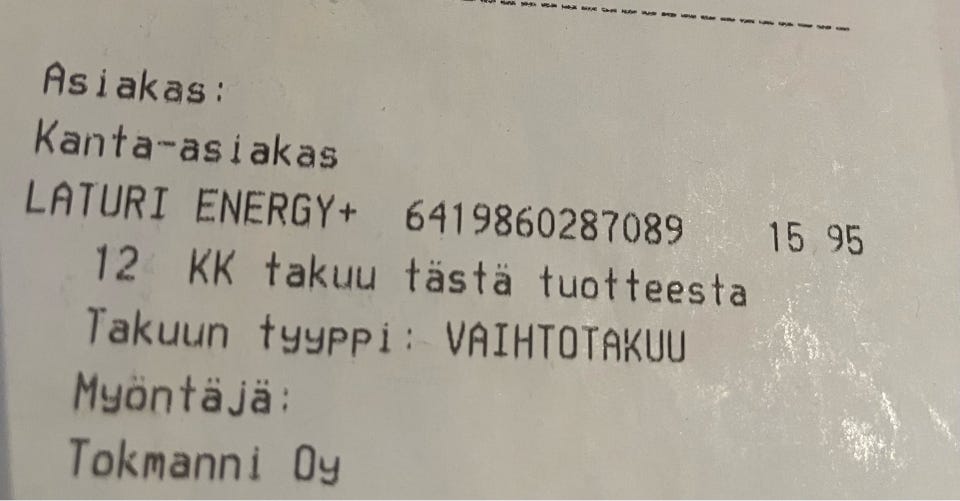 Asiakas:
Kanta-asiakas
LATURI ENERGY+ 6419860287089 15 95
12 KK takuu tästä tuotteesta
Takuun tyyppi: VAIHTOTAKUU
Myöntäjä:
Tokmanni Oy